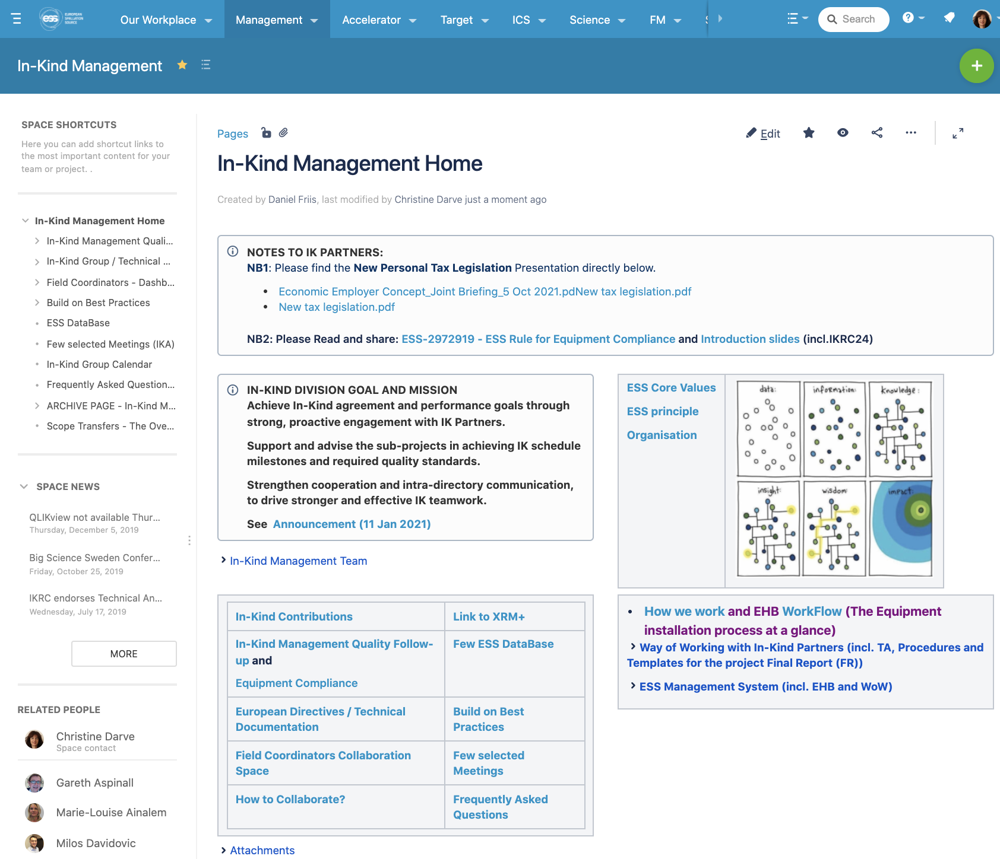 ess EUROPEAN SPALLATION SOURCE
Our Workplace Management Accelerator Target ICS Science FM
Search
In-Kind Management
SPACE SHORTCUTS
Here you can add shortcut links to
the most important content for your
team or project. .
In-Kind Management Home
In-Kind Management Quali...
In-Kind Group / Technical ...
Field Coordinators - Dashb...
Build on Best Practices
ESS DataBase
Few selected Meetings (IKA)
In-Kind Group Calendar
Frequently Asked Question...
ARCHIVE PAGE - In-Kind M...
Scope Transfers - The Ove...
SPACE NEWS
QLIKview not available Thur...
Thursday, December 5, 2019
Big Science Sweden Confer...
Friday, October 25, 2019
IKRC endorses Technical An...
Wednesday, July 17, 2019
MORE
RELATED PEOPLE
Christine Darve
Space contact
Gareth Aspinall
Marie-Louise Ainalem
Milos Davidovic
Pages
Edit
In-Kind Management Home
Created by Daniel Friis, last modified by Christine Darve just a moment ago
NOTES TO IK PARTNERS:
NB1: Please find the New Personal Tax Legislation Presentation directly below.
• Economic Employer Concept_Joint Briefing_5 Oct 2021.pdNew tax legislation.pdf
• New tax legislation.pdf
NB2: Please Read and share: ESS-2972919 - ESS Rule for Equipment Compliance and Introduction slides (incl.IKRC24)
IN-KIND DIVISION GOAL AND MISSION
Achieve In-Kind agreement and performance goals through
strong, proactive engagement with IK Partners.
Support and advise the sub-projects in achieving IK schedule
milestones and required quality standards.
Strengthen cooperation and intra-directory communication,
to drive stronger and effective IK teamwork.
See Announcement (11 Jan 2021)
In-Kind Management Team
ESS Core Values
ESS principle
Organisation
data: information: knowledge:
insight: wisdom: impact:
In-Kind Contributions
Link to XRM+
In-Kind Management Quality Follow-
up and
Equipment Compliance
Few ESS DataBase
European Directives / Technical
Documentation
Build on Best
Practices
Field Coordinators Collaboration
Space
Few selected
Meetings
How to Collaborate?
Frequently Asked
Questions
Attachments
• How we work and EHB WorkFlow (The Equipment
installation process at a glance)
Way of Working with In-Kind Partners (incl. TA, Procedures and
Templates for the project Final Report (FR))
ESS Management System (incl. EHB and WoW)